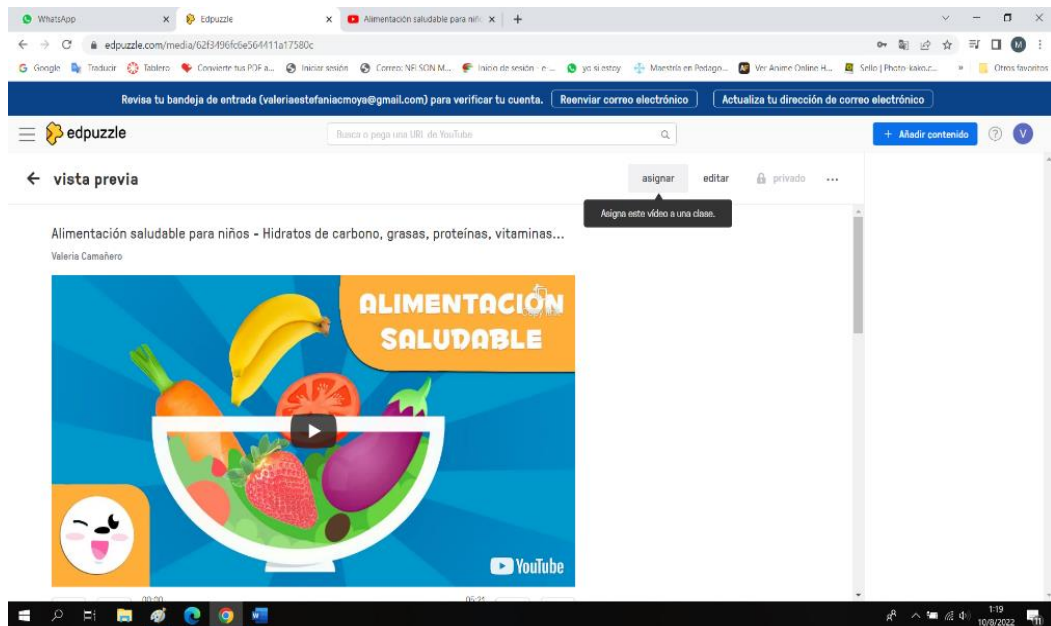 WhatsApp
Edpuzzle
Alimentación saludable para niñ
edpuzzle.com/media/62f3496fc6e564411a17580c
Google
Traducir
Tablero
Convierte tus PDF a...
Iniciar sesión
Correo: NELSON M...
Inicio de sesión - e-...
yo si estoy
Maestría en Pedago...
Ver Anime Online H...
Sello | Photo-kako.c...
Otros favoritos
Revisa tu bandeja de entrada (valeriaestefaniacmoya@gmail.com) para verificar tu cuenta.
Reenviar correo electrónico
Actualiza tu dirección de correo electrónico
edpuzzle
Busca o pega una URL de YouTube
+ Añadir contenido
?
V
M
vista previa
asignar
editar
privado
...
Asigna este vídeo a una clase.
Alimentación saludable para niños - Hidratos de carbono, grasas, proteínas, vitaminas...
Valeria Camañero
ALIMENTACIÓN
SALUDABLE
YouTube
00:00
05:21
1:19
10/8/2022